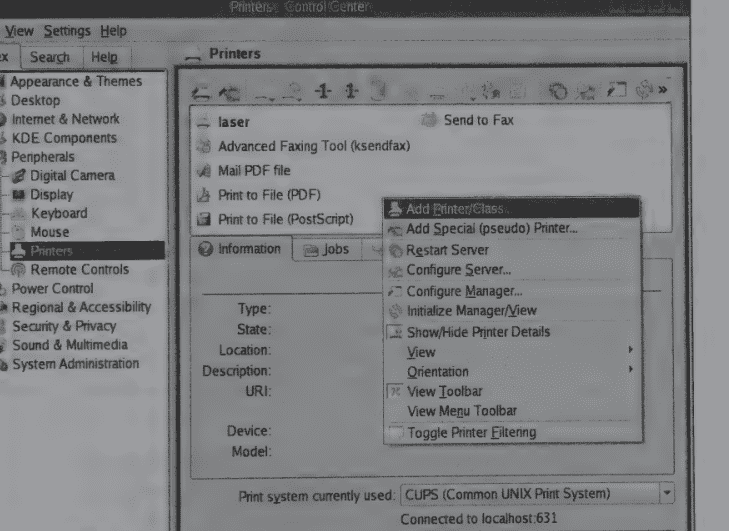 Printers - Control Center
View Settings Help
Search Help
Printers
Appearance & Themes
Desktop
Internet & Network
KDE Components
Peripherals
Digital Camera
Display
Keyboard
Mouse
Printers
Remote Controls
Power Control
Regional & Accessibility
Security & Privacy
Sound & Multimedia
System Administration
laser
Send to Fax
Advanced Faxing Tool (ksendfax)
Mail PDF file
Print to File (PDF)
Print to File (PostScript)
Information Jobs
Type:
State:
Location:
Description:
URI:
Device:
Model:
Add Printer/Class...
Add Special (pseudo) Printer...
Restart Server
Configure Server...
Configure Manager...
Initialize Manager/View
Show/Hide Printer Details
View
Orientation
View Toolbar
View Menu Toolbar
Toggle Printer Filtering
Print system currently used: CUPS (Common UNIX Print System)
Connected to localhost:631